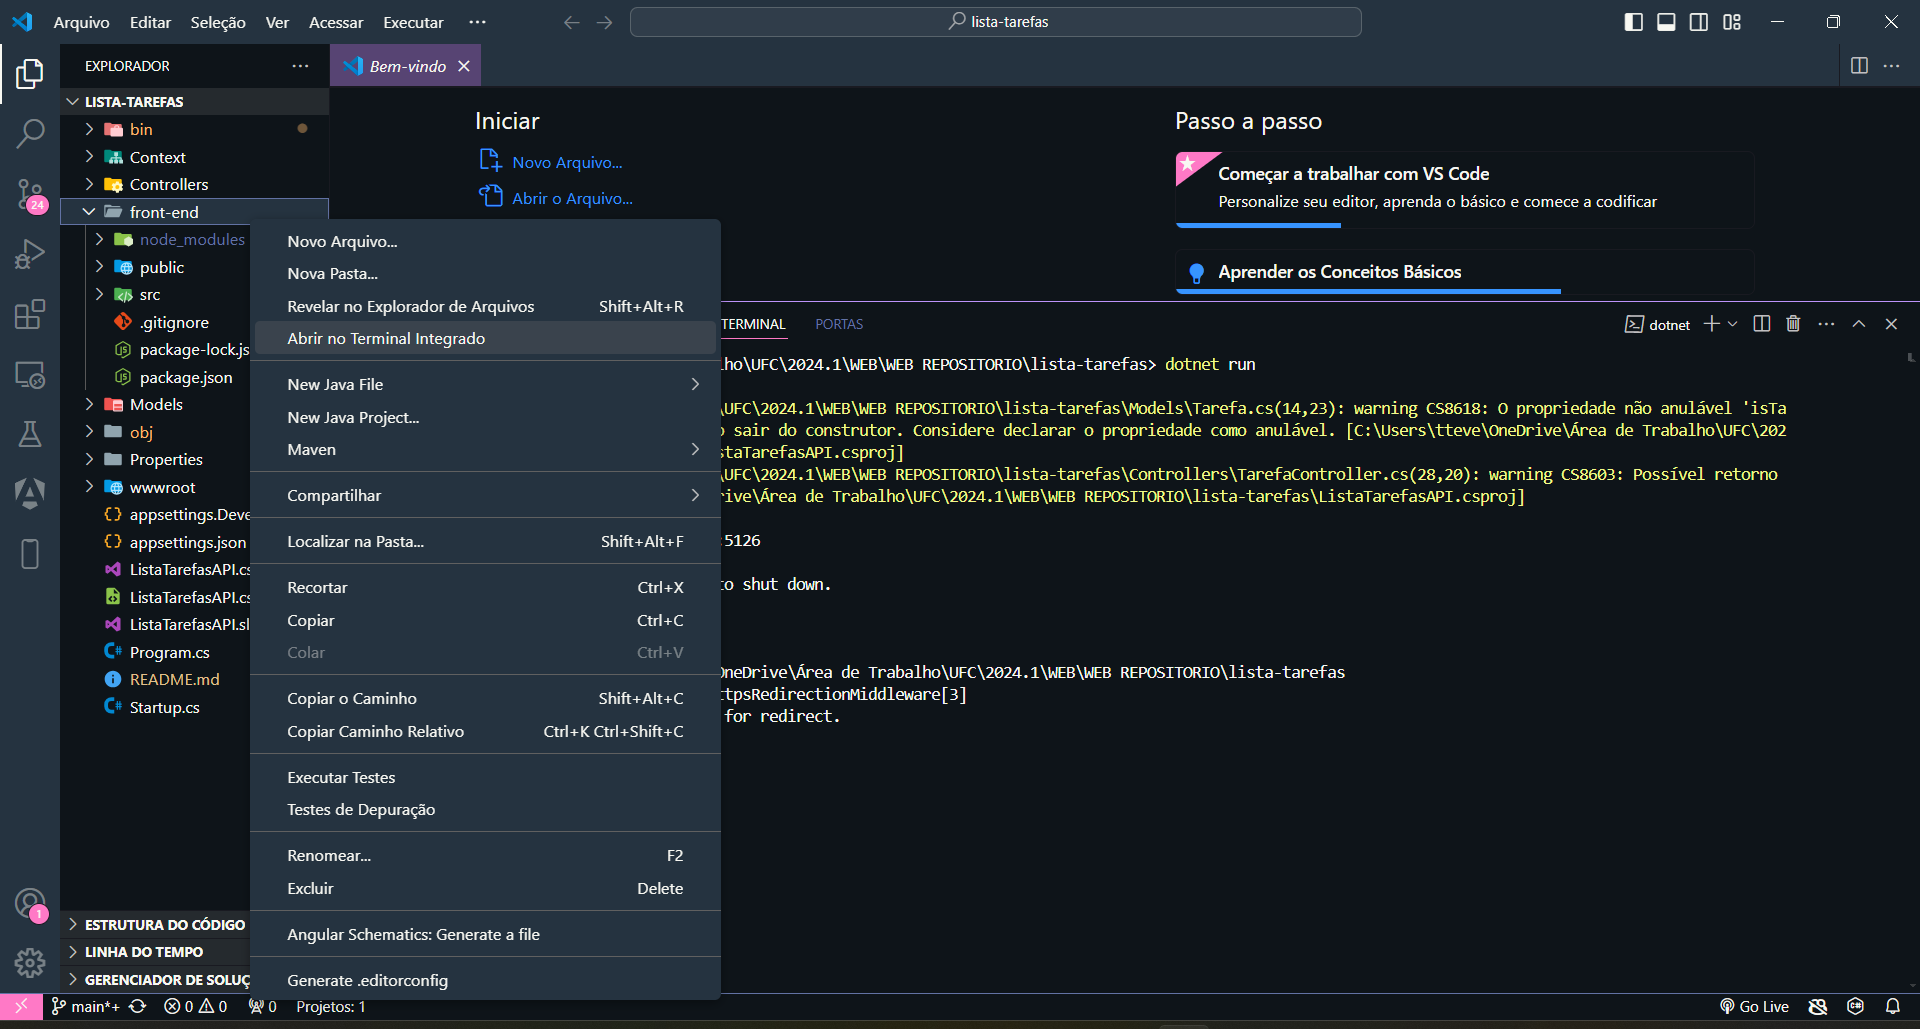 Arquivo Editar Seleção Ver Acessar Executar ···
lista-tarefas
EXPLORADOR
Bem-vindo
LISTA-TAREFAS
bin
Context
Controllers
front-end
node_modules
public
src
.gitignore
package-lock.js
package.json
Models
obj
Properties
wwwroot
appsettings.Deve
appsettings.json
ListaTarefasAPI.cs
ListaTarefasAPI.cs
ListaTarefasAPI.sl
Program.cs
README.md
Startup.cs
ESTRUTURA DO CÓDIGO
LINHA DO TEMPO
GERENCIADOR DE SOLUÇ
24
1
Iniciar
Novo Arquivo...
Abrir o Arquivo...
Passo a passo
Começar a trabalhar com VS Code
Personalize seu editor, aprenda o básico e comece a codificar
Aprender os Conceitos Básicos
Novo Arquivo...
Nova Pasta...
Revelar no Explorador de Arquivos Shift+Alt+R
Abrir no Terminal Integrado
New Java File
New Java Project...
Maven
Compartilhar
Localizar na Pasta... Shift+Alt+F
Recortar Ctrl+X
Copiar Ctrl+C
Colar Ctrl+V
Copiar o Caminho Shift+Alt+C
Copiar Caminho Relativo Ctrl+K Ctrl+Shift+C
Executar Testes
Testes de Depuração
Renomear... F2
Excluir Delete
Angular Schematics: Generate a file
Generate .editorconfig
TERMINAL PORTAS
dotnet
lho\UFC\2024.1\WEB\WEB REPOSITORIO\lista-tarefas> dotnet run
\UFC\2024.1\WEB\WEB REPOSITORIO\lista-tarefas\Models\Tarefa.cs(14,23): warning CS8618: O propriedade não anulável 'isTa
o sair do construtor. Considere declarar o propriedade como anulável. [C:\Users\tteve\OneDrive\Área de Trabalho\UFC\202
staTarefasAPI.csproj]
\UFC\2024.1\WEB\WEB REPOSITORIO\lista-tarefas\Controllers\TarefaController.cs(28,20): warning CS8603: Possível retorno
rive\Área de Trabalho\UFC\2024.1\WEB\WEB REPOSITORIO\lista-tarefas\ListaTarefasAPI.csproj]
:5126
to shut down.
OneDrive\Área de Trabalho\UFC\2024.1\WEB\WEB REPOSITORIO\lista-tarefas
ttpsRedirectionMiddleware[3]
for redirect.
main*+ 0 0 0 Projetos: 1
Go Live